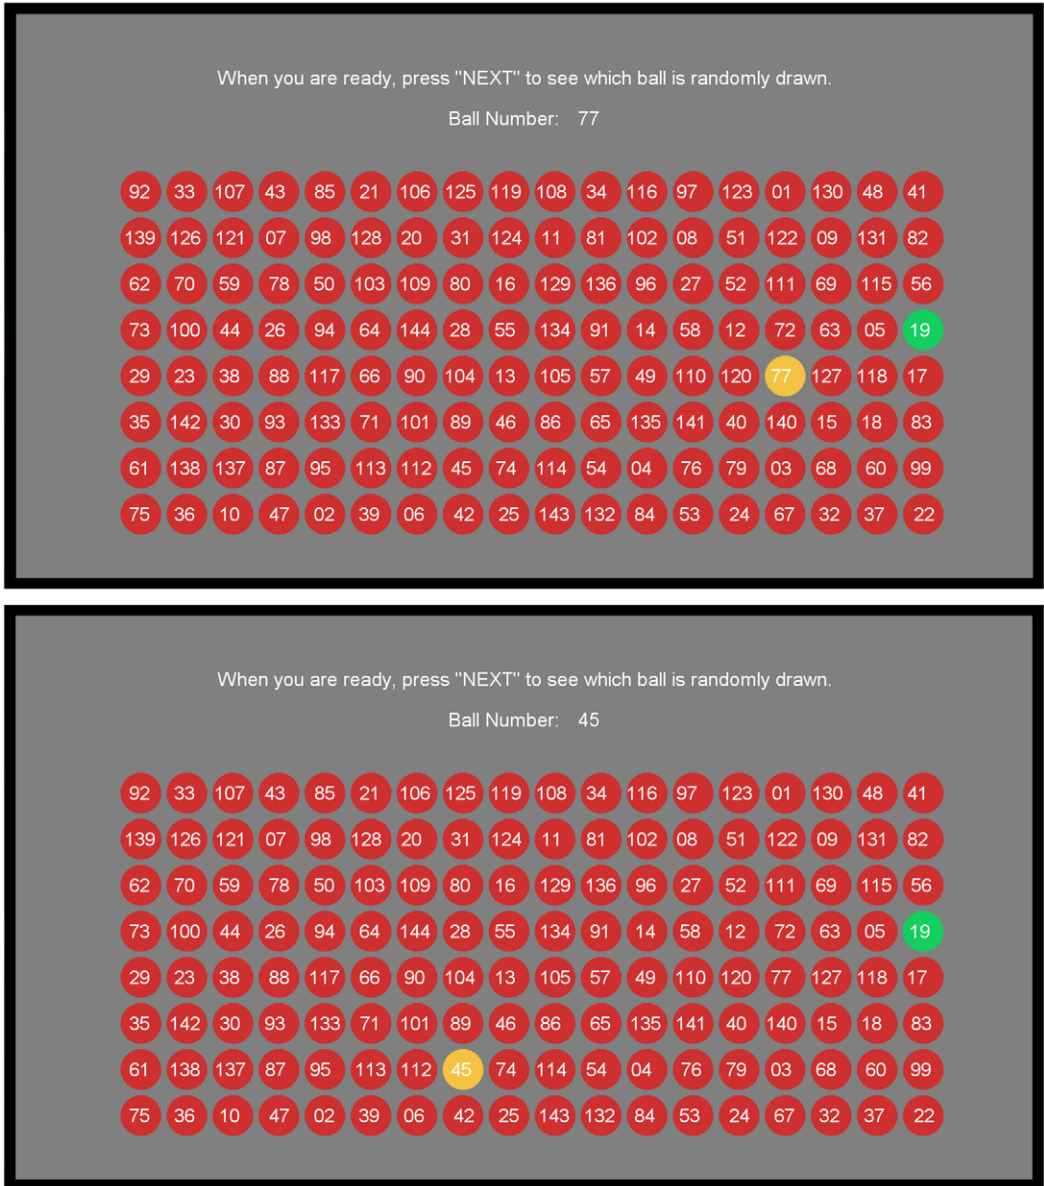 When you are ready, press "NEXT" to see which ball is randomly drawn.
Ball Number: 77
92 33 107 43 85 21 106 125 119 108 34 116 97 123 01 130 48 41
139 126 121 07 98 128 20 31 124 11 81 102 08 51 122 09 131 82
62 70 59 78 50 103 109 80 16 129 136 96 27 52 111 69 115 56
73 100 44 26 94 64 144 28 55 134 91 14 58 12 72 63 05 19
29 23 38 88 117 66 90 104 13 105 57 49 110 120 77 127 118 17
35 142 30 93 133 71 101 89 46 86 65 135 141 40 140 15 18 83
61 138 137 87 95 113 112 45 74 114 54 04 76 79 03 68 60 99
75 36 10 47 02 39 06 42 25 143 132 84 53 24 67 32 37 22
When you are ready, press "NEXT" to see which ball is randomly drawn.
Ball Number: 45
92 33 107 43 85 21 106 125 119 108 34 116 97 123 01 130 48 41
139 126 121 07 98 128 20 31 124 11 81 102 08 51 122 09 131 82
62 70 59 78 50 103 109 80 16 129 136 96 27 52 111 69 115 56
73 100 44 26 94 64 144 28 55 134 91 14 58 12 72 63 05 19
29 23 38 88 117 66 90 104 13 105 57 49 110 120 77 127 118 17
35 142 30 93 133 71 101 89 46 86 65 135 141 40 140 15 18 83
61 138 137 87 95 113 112 45 74 114 54 04 76 79 03 68 60 99
75 36 10 47 02 39 06 42 25 143 132 84 53 24 67 32 37 22